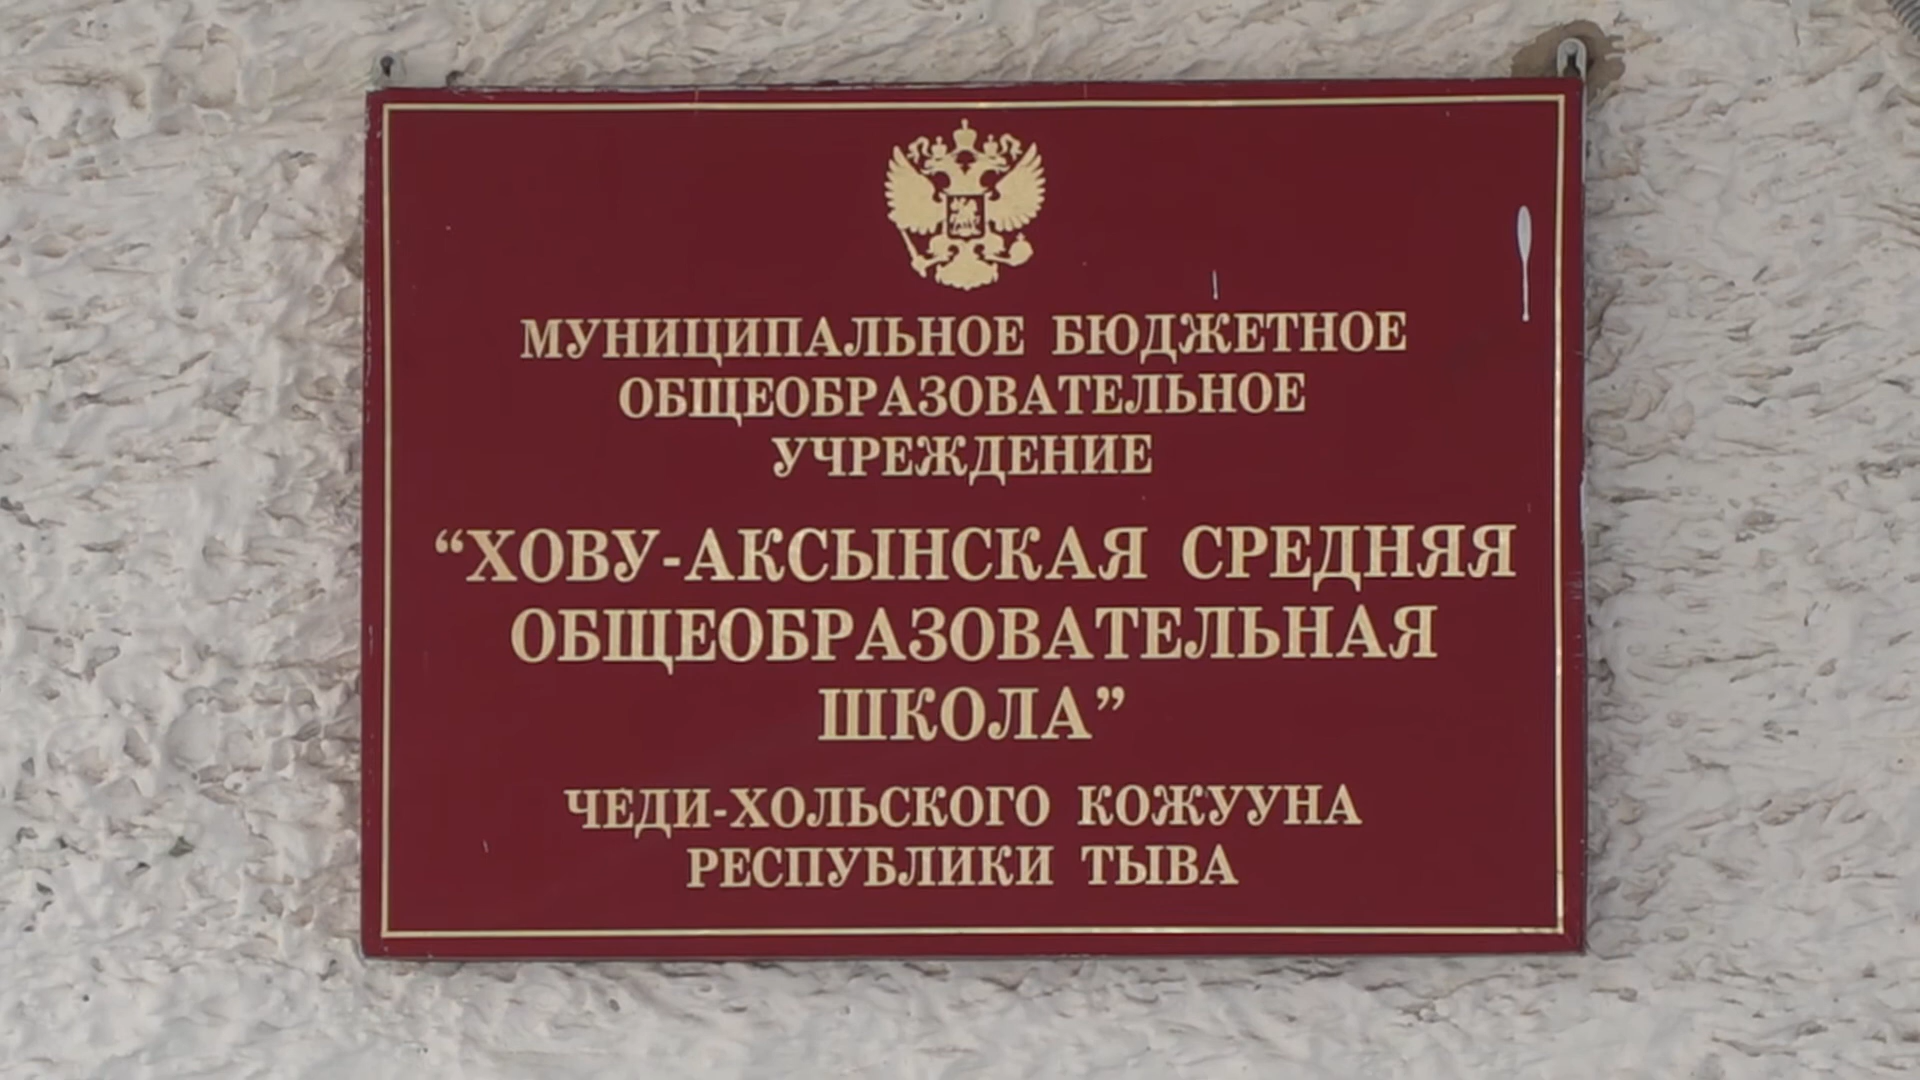 МУНИЦИПАЛЬНОЕ БЮДЖЕТНОЕ
ОБЩЕОБРАЗОВАТЕЛЬНОЕ
УЧРЕЖДЕНИЕ
“ХОВУ-АКСЫНСКАЯ СРЕДНЯЯ
ОБЩЕОБРАЗОВАТЕЛЬНАЯ
ШКОЛА”
ЧЕДИ-ХОЛЬСКОГО КОЖУУНА
РЕСПУБЛИКИ ТЫВА